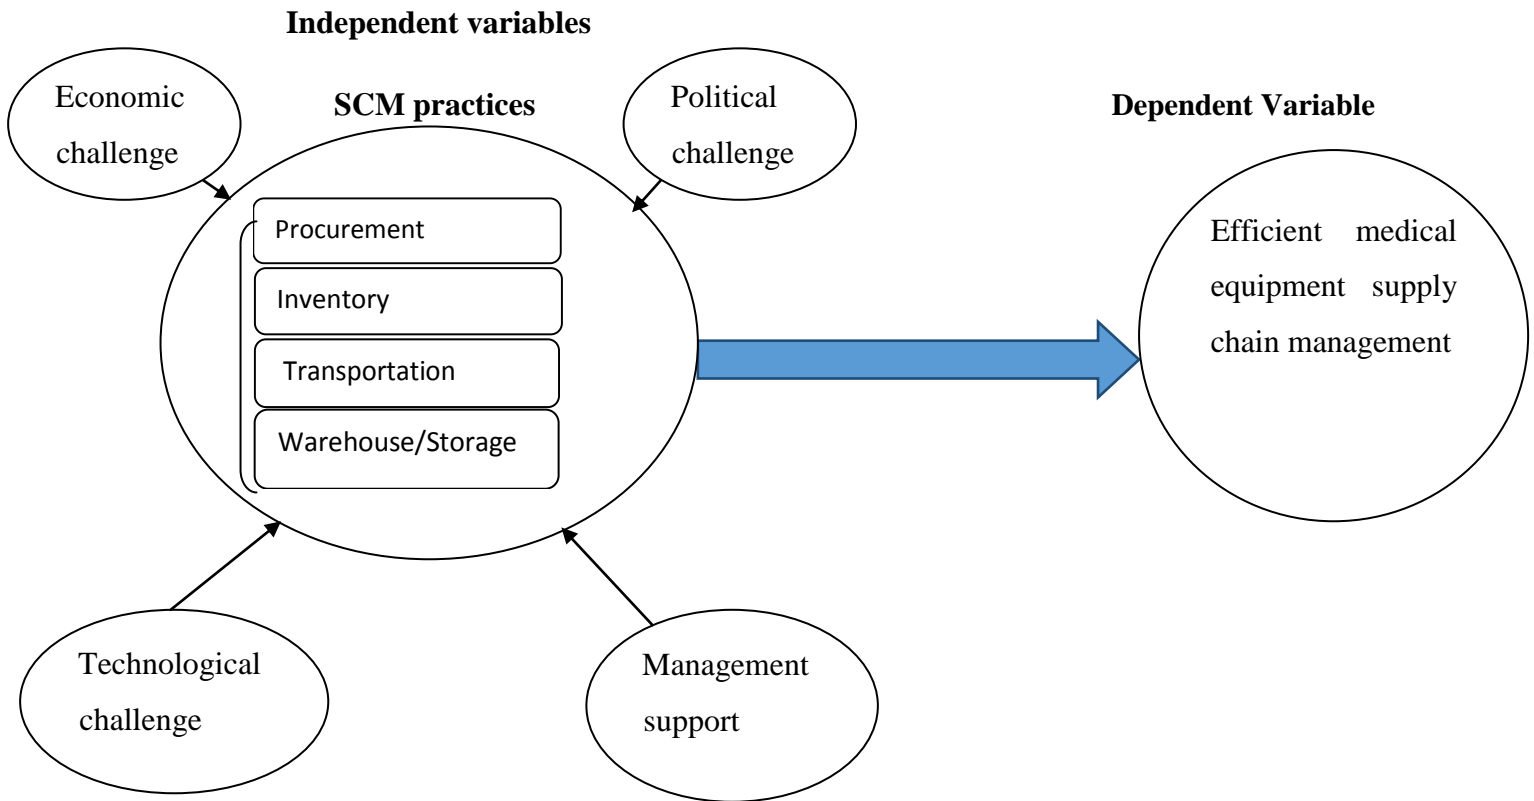 Independent variables
Economic
challenge
SCM practices
Political
challenge
Dependent Variable
Procurement
Inventory
Transportation
Warehouse/Storage
Efficient medical
equipment supply
chain management
Technological
challenge
Management
support